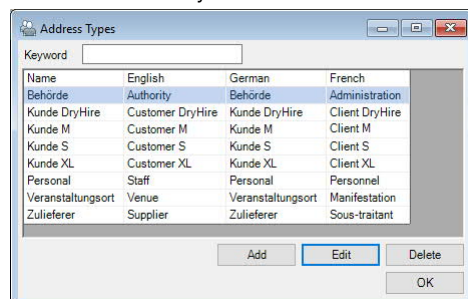 Address Types
Keyword
Name English German French
Behörde Authority Behörde Administration
Kunde DryHire Customer DryHire Kunde DryHire Client DryHire
Kunde M Customer M Kunde M Client M
Kunde S Customer S Kunde S Client S
Kunde XL Customer XL Kunde XL Client XL
Personal Staff Personal Personnel
Veranstaltungsort Venue Veranstaltungsort Manifestation
Zulieferer Supplier Zulieferer Sous-traitant
Add Edit Delete
OK